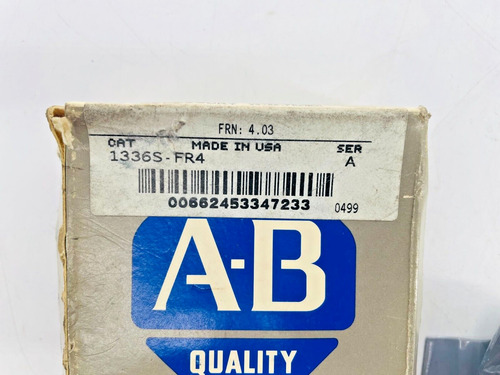 FRN: 4.03
CAT MADE IN USA SER
1336S-FR4 A
00662453347233 0499
A-B
QUALITY